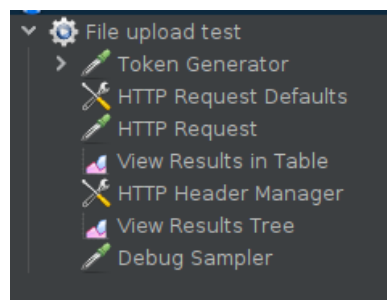 File upload test
Token Generator
HTTP Request Defaults
HTTP Request
View Results in Table
HTTP Header Manager
View Results Tree
Debug Sampler